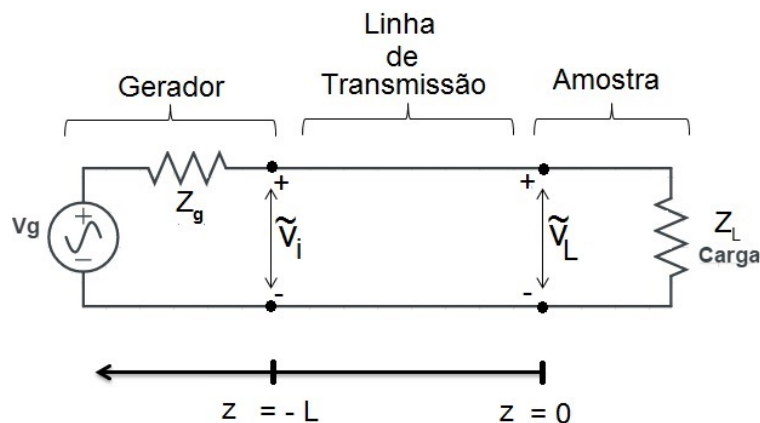 Linha
de
Transmissão
Gerador
Amostra
Vg
+
-
Zg
+
Ṽi
-
+
ṼL
-
ZL
Carga
z = - L
z = 0